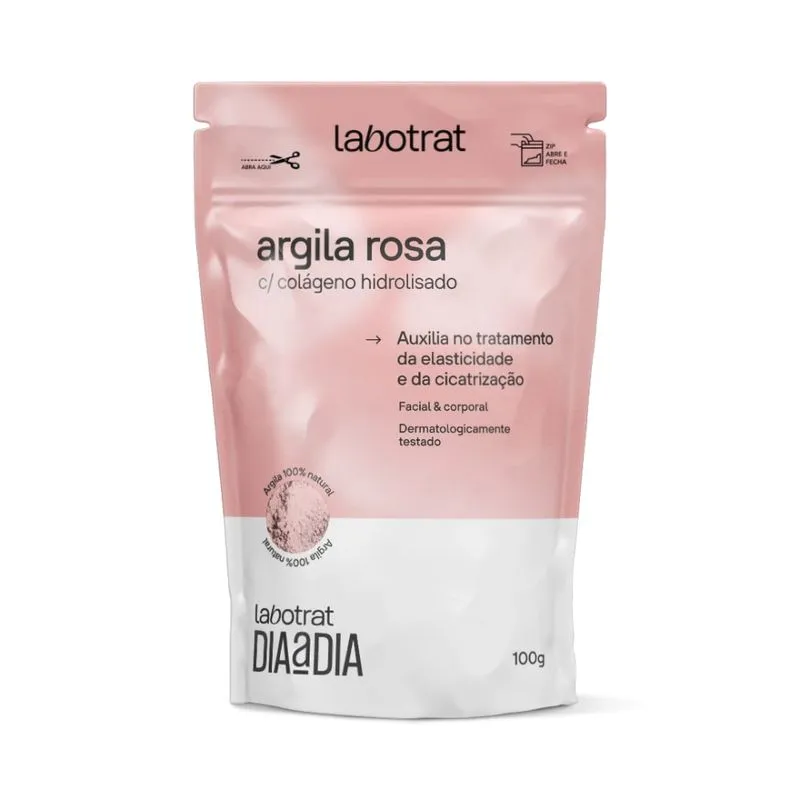 labotrat
ABRA AQUI
ZIP
ABRE E
FECHA
argila rosa
c/ colágeno hidrolisado
→ Auxilia no tratamento
da elasticidade
e da cicatrização
Facial & corporal
Dermatologicamente
testado
Argila 100% natural
Argila 100% natural
labotrat
DIAaDIA
100g